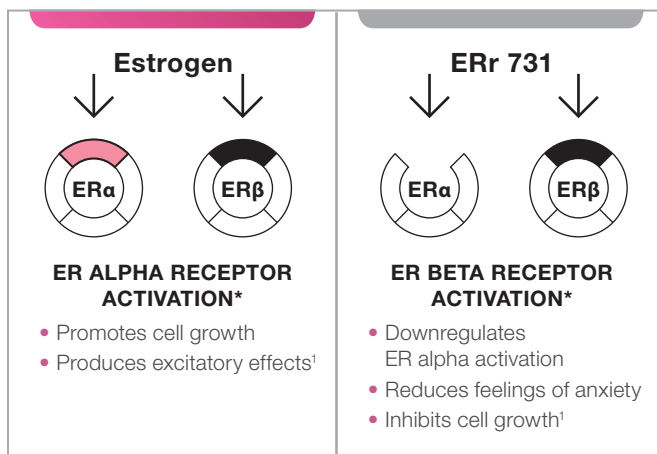 Estrogen
ERα
ERβ
ER ALPHA RECEPTOR
ACTIVATION*
• Promotes cell growth
• Produces excitatory effects¹
ERr 731
ERα
ERβ
ER BETA RECEPTOR
ACTIVATION*
• Downregulates
ER alpha activation
• Reduces feelings of anxiety
• Inhibits cell growth¹